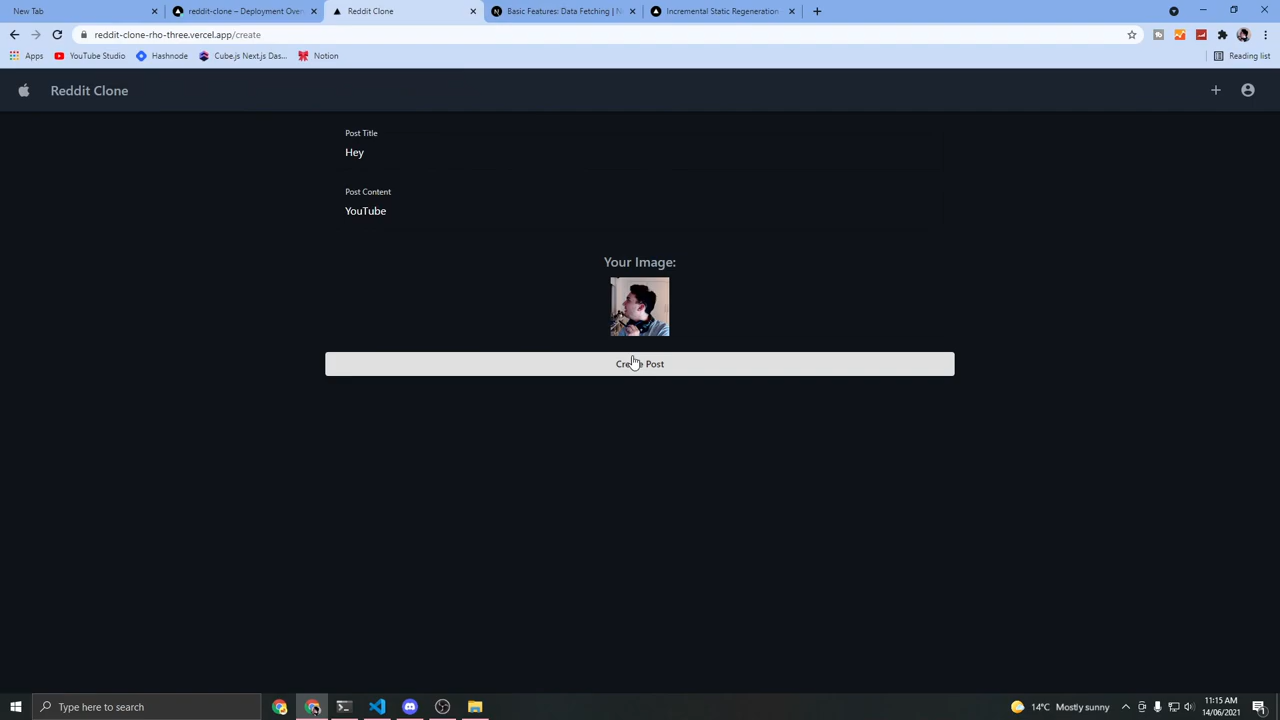 New Tab
reddit-clone – Deployment Over
Reddit Clone
Basic Features: Data Fetching | N
Incremental Static Regeneration
reddit-clone-rho-three.vercel.app/create
Apps
YouTube Studio
Hashnode
Cube.js Next.js Das...
Notion
Reading list
Reddit Clone
Post Title
Hey
Post Content
YouTube
Your Image:
Create Post
Type here to search
14°C Mostly sunny
11:15 AM
14/06/2021